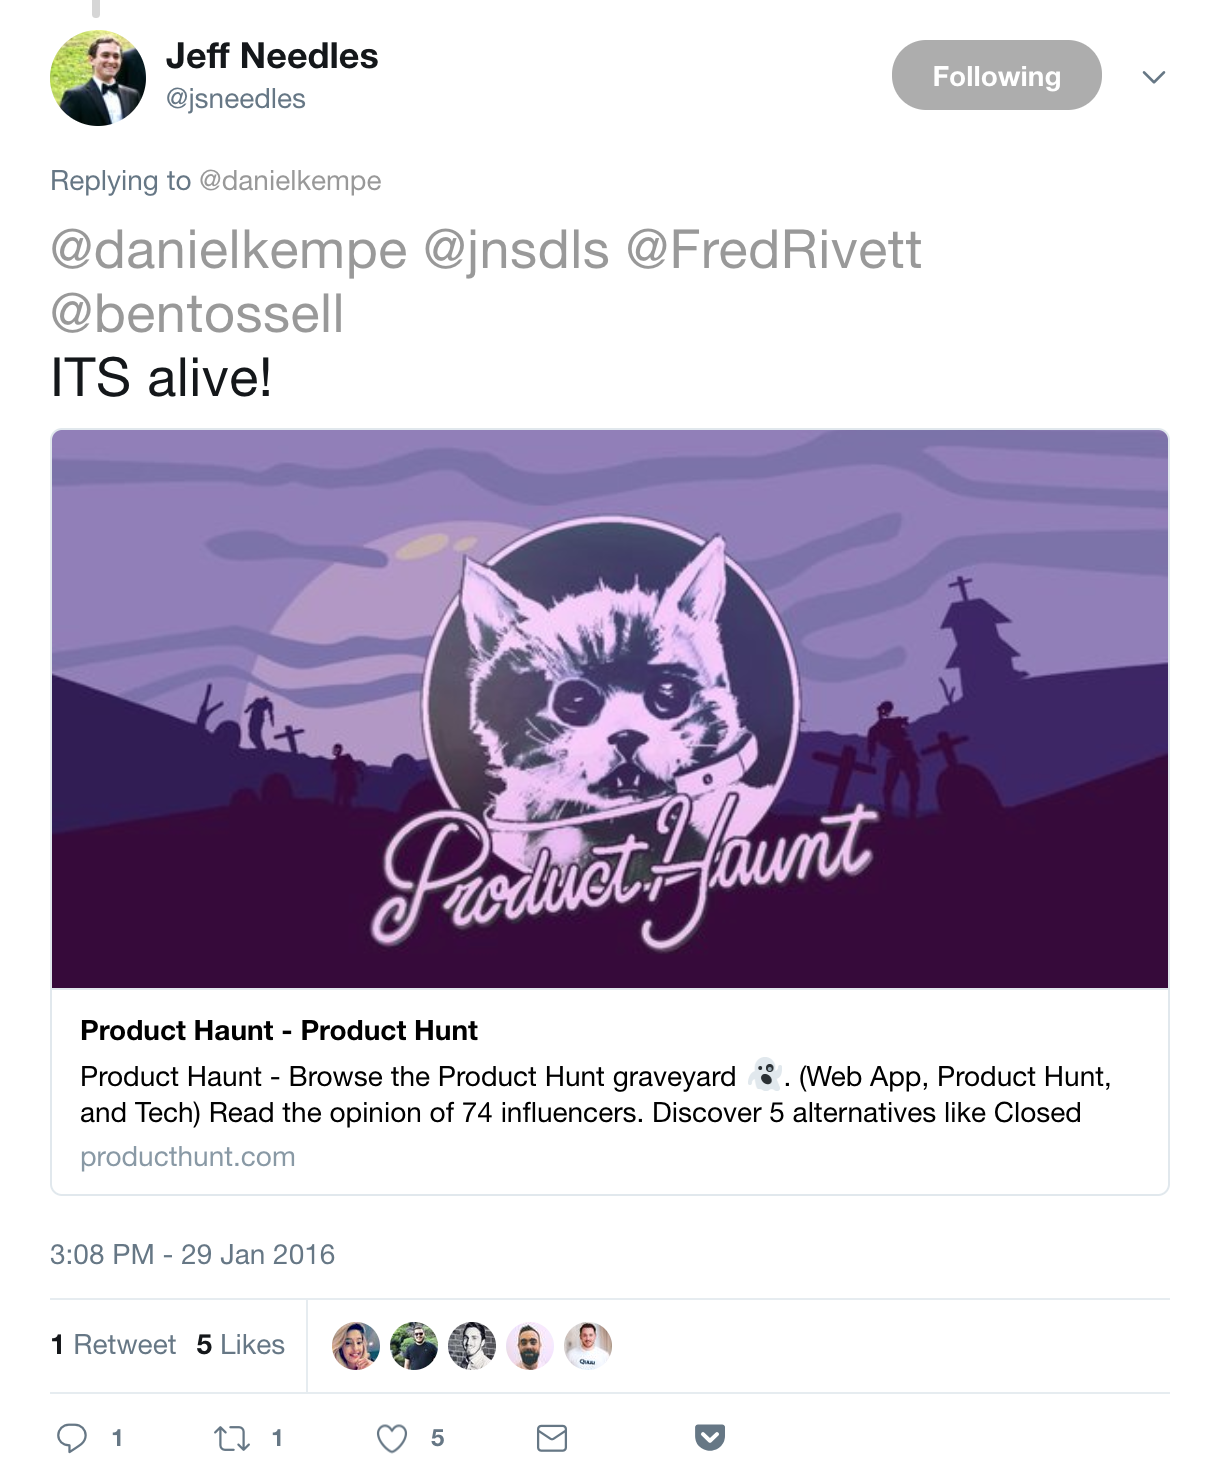 Jeff Needles
@jsneedles
Following
Replying to @danielkempe
@danielkempe @jnsdls @FredRivett
@bentossell
ITS alive!
Product Haunt
Product Haunt - Product Hunt
Product Haunt - Browse the Product Hunt graveyard 👻. (Web App, Product Hunt,
and Tech) Read the opinion of 74 influencers. Discover 5 alternatives like Closed
producthunt.com
3:08 PM - 29 Jan 2016
1 Retweet 5 Likes
Quuu
1 1 5